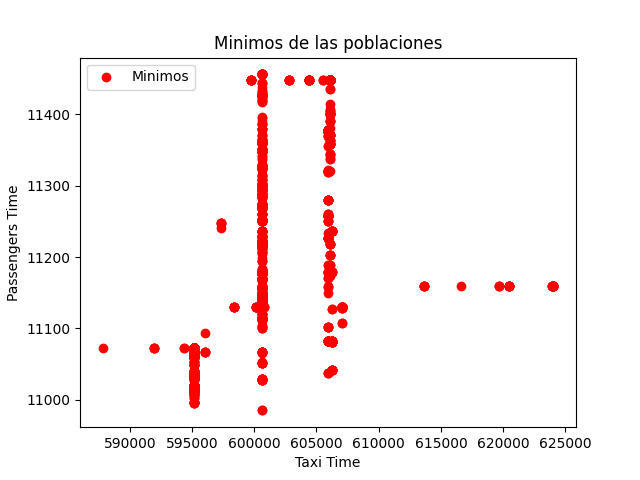 Minimos de las poblaciones
Minimos
Passengers Time
11400
11300
11200
11100
11000
590000 595000 600000 605000 610000 615000 620000 625000
Taxi Time